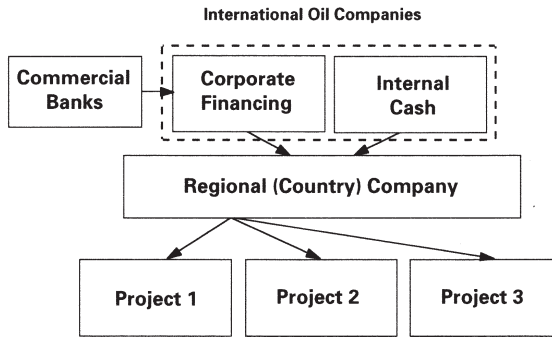 International Oil Companies
Commercial
Banks
Corporate
Financing
Internal
Cash
Regional (Country) Company
Project 1
Project 2
Project 3